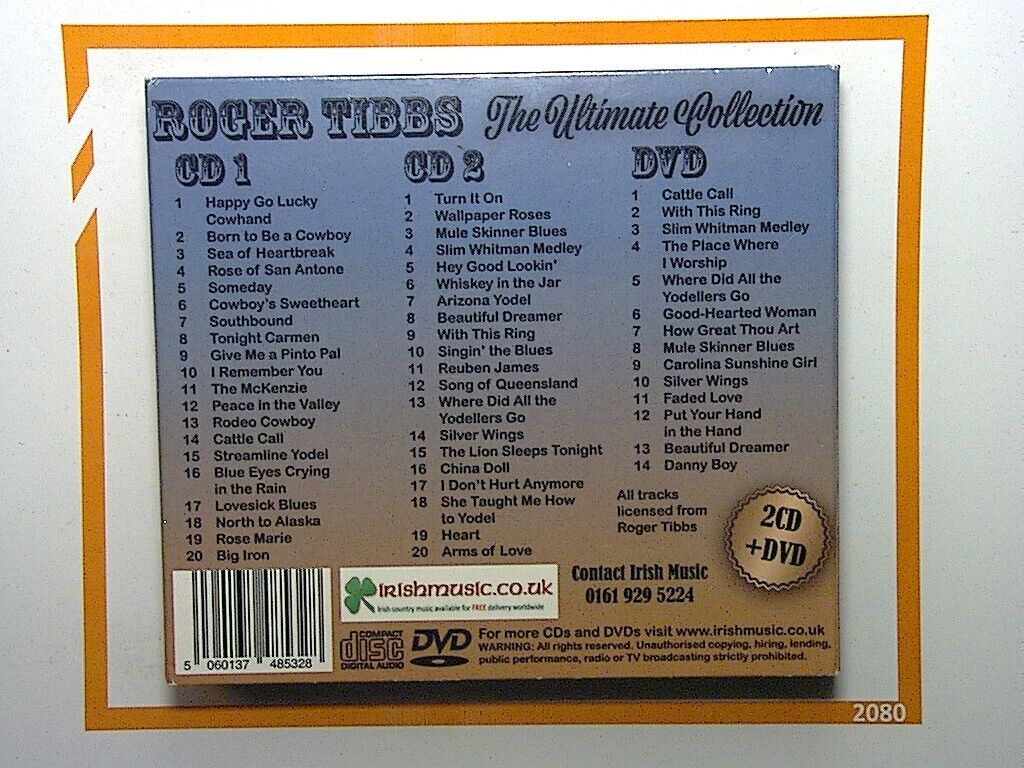 ROGER TIBBS The Ultimate Collection
CD 1
1 Happy Go Lucky
Cowhand
2 Born to Be a Cowboy
3 Sea of Heartbreak
4 Rose of San Antone
5 Someday
6 Cowboy's Sweetheart
7 Southbound
8 Tonight Carmen
9 Give Me a Pinto Pal
10 I Remember You
11 The McKenzie
12 Peace in the Valley
13 Rodeo Cowboy
14 Cattle Call
15 Streamline Yodel
16 Blue Eyes Crying
in the Rain
17 Lovesick Blues
18 North to Alaska
19 Rose Marie
20 Big Iron
CD 2
1 Turn It On
2 Wallpaper Roses
3 Mule Skinner Blues
4 Slim Whitman Medley
5 Hey Good Lookin'
6 Whiskey in the Jar
7 Arizona Yodel
8 Beautiful Dreamer
9 With This Ring
10 Singin' the Blues
11 Reuben James
12 Song of Queensland
13 Where Did All the
Yodellers Go
14 Silver Wings
15 The Lion Sleeps Tonight
16 China Doll
17 I Don't Hurt Anymore
18 She Taught Me How
to Yodel
19 Heart
20 Arms of Love
DVD
1 Cattle Call
2 With This Ring
3 Slim Whitman Medley
4 The Place Where
I Worship
5 Where Did All the
Yodellers Go
6 Good-Hearted Woman
7 How Great Thou Art
8 Mule Skinner Blues
9 Carolina Sunshine Girl
10 Silver Wings
11 Faded Love
12 Put Your Hand
in the Hand
13 Beautiful Dreamer
14 Danny Boy
All tracks
licensed from
Roger Tibbs
2CD
+DVD
5 060137 485328
irishmusic.co.uk
Irish country music available for FREE delivery worldwide
Contact Irish Music
0161 929 5224
COMPACT
disc
DIGITAL AUDIO
DVD
For more CDs and DVDs visit www.irishmusic.co.uk
WARNING: All rights reserved. Unauthorised copying, hiring, lending,
public performance, radio or TV broadcasting strictly prohibited.
2080